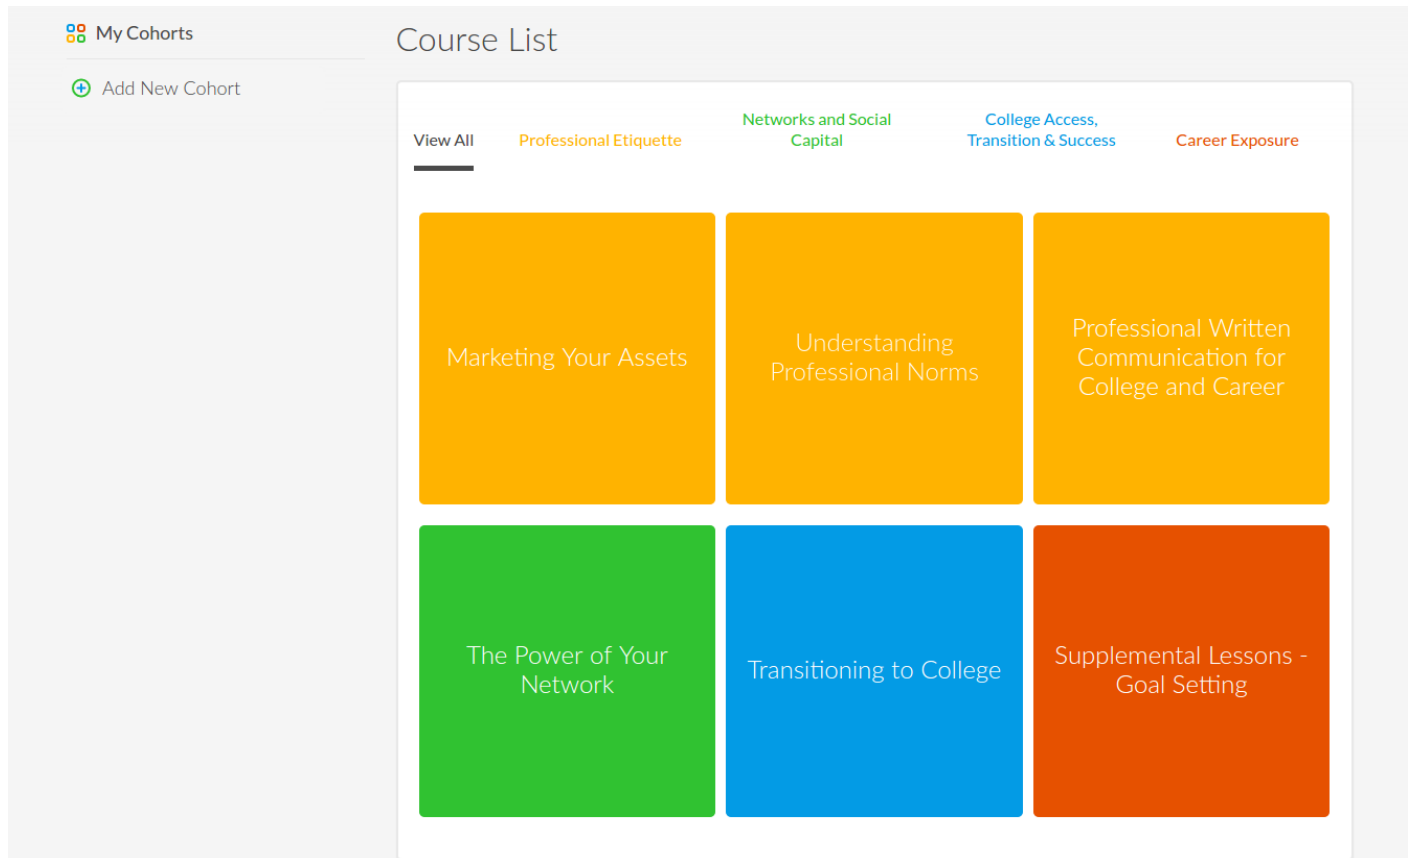 My Cohorts
Add New Cohort
Course List
View All
Professional Etiquette
Networks and Social
Capital
College Access,
Transition & Success
Career Exposure
Marketing Your Assets
Understanding
Professional Norms
Professional Written
Communication for
College and Career
The Power of Your
Network
Transitioning to College
Supplemental Lessons -
Goal Setting